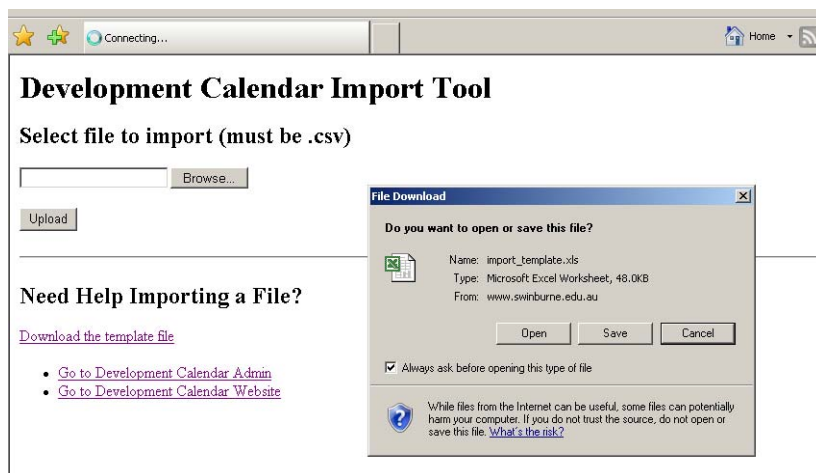 Connecting...
Home
Development Calendar Import Tool
Select file to import (must be .csv)
Browse...
Upload
Need Help Importing a File?
Download the template file
Go to Development Calendar Admin
Go to Development Calendar Website
File Download
Do you want to open or save this file?
Name: import_template.xls
Type: Microsoft Excel Worksheet, 48.0KB
From: www.swinburne.edu.au
Open Save Cancel
Always ask before opening this type of file
While files from the Internet can be useful, some files can potentially
harm your computer. If you do not trust the source, do not open or
save this file. What's the risk?